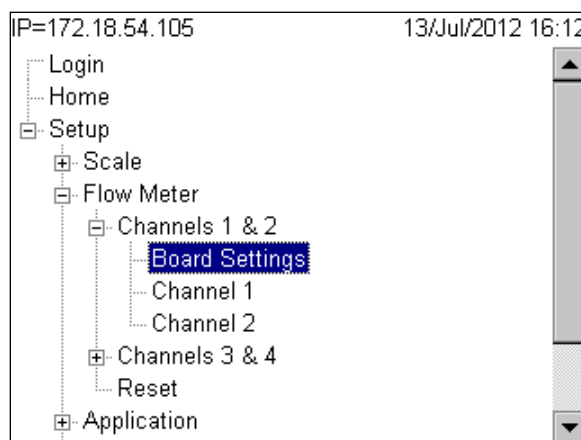 IP=172.18.54.105 13/Jul/2012 16:12
Login
Home
Setup
Scale
Flow Meter
Channels 1 & 2
Board Settings
Channel 1
Channel 2
Channels 3 & 4
Reset
Application